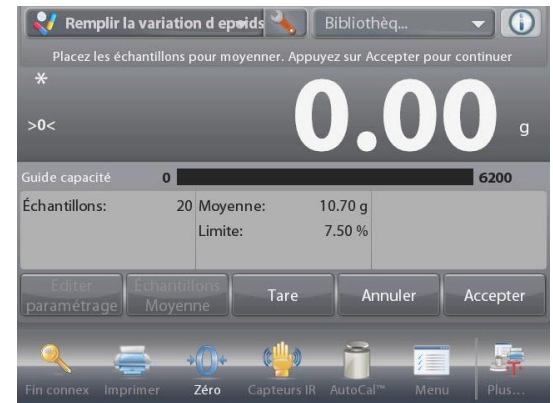 Remplir la variation d epoids
Bibliothèq...
Placez les échantillons pour moyenner. Appuyez sur Accepter pour continuer
*
>0<
0.00 g
Guide capacité 0 6200
Échantillons: 20 Moyenne: 10.70 g
Limite: 7.50 %
Éditer paramétrage
Échantillons Moyenne
Tare
Annuler
Accepter
Fin connex
Imprimer
→0←
Zéro
Capteurs IR
AutoCal™
Menu
Plus...